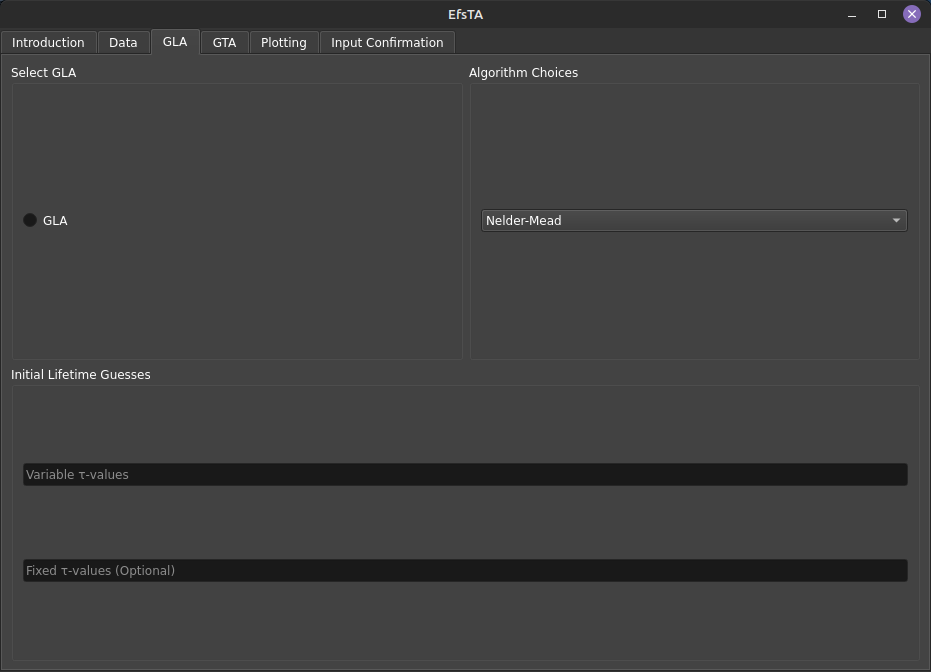 EfsTA
Introduction Data GLA GTA Plotting Input Confirmation
Select GLA
Algorithm Choices
GLA
Nelder-Mead
Initial Lifetime Guesses
Variable τ-values
Fixed τ-values (Optional)